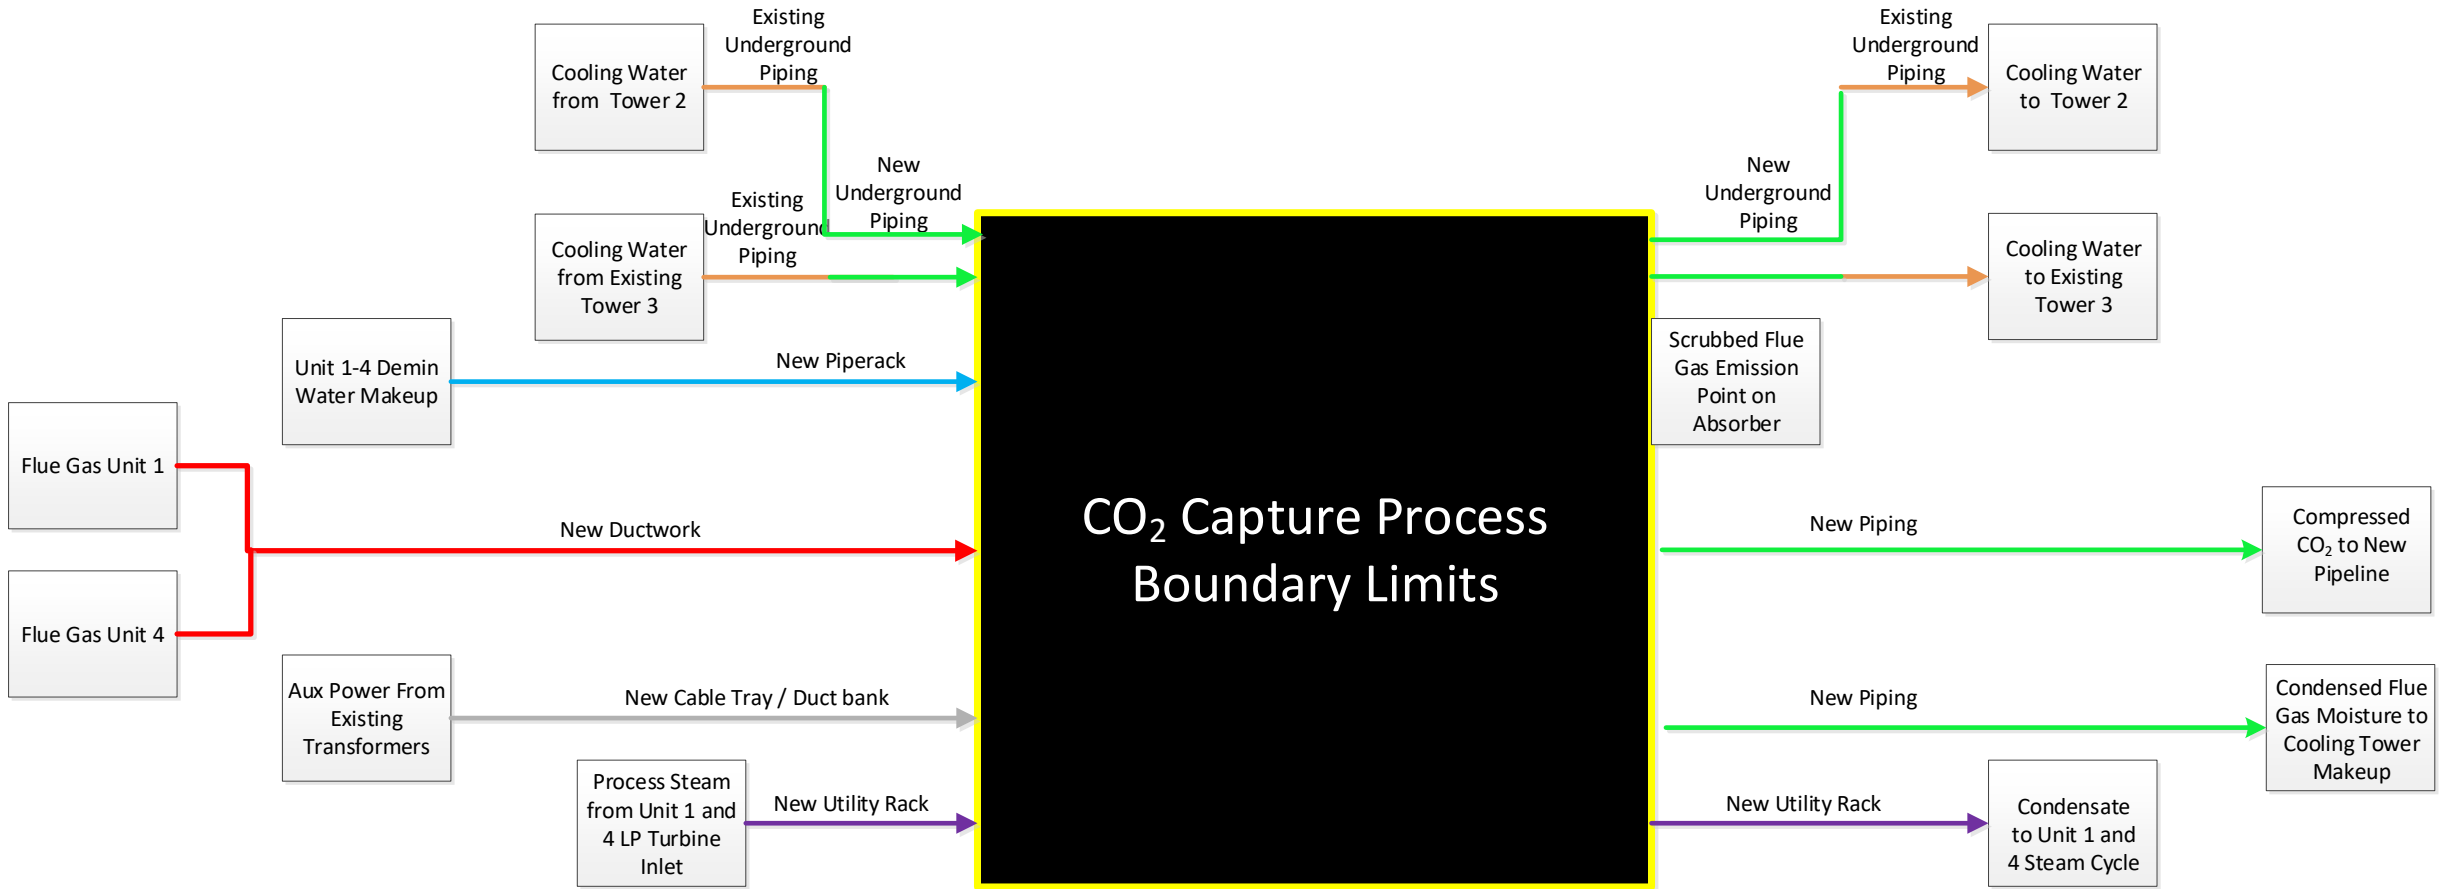 Existing
Underground
Piping
Cooling Water
from Tower 2
New
Underground
Piping
Existing
Underground
Piping
Cooling Water
from Existing
Tower 3
New Piperack
Unit 1-4 Demin
Water Makeup
Flue Gas Unit 1
New Ductwork
Flue Gas Unit 4
Aux Power From
Existing
Transformers
New Cable Tray / Duct bank
Process Steam
from Unit 1 and
4 LP Turbine
Inlet
New Utility Rack
CO₂ Capture Process
Boundary Limits
Existing
Underground
Piping
Cooling Water
to Tower 2
New
Underground
Piping
Cooling Water
to Existing
Tower 3
Scrubbed Flue
Gas Emission
Point on
Absorber
New Piping
Compressed
CO₂ to New
Pipeline
New Piping
Condensed Flue
Gas Moisture to
Cooling Tower
Makeup
New Utility Rack
Condensate
to Unit 1 and
4 Steam Cycle